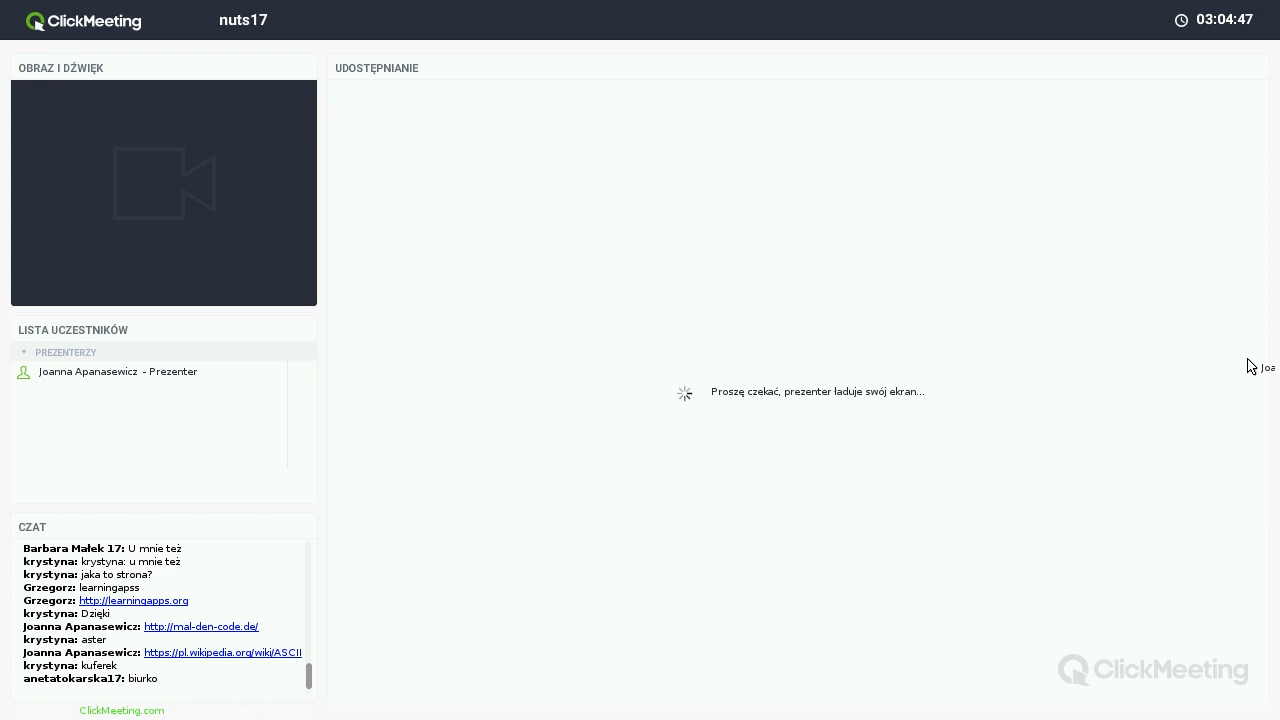 ClickMeeting
nuts17
03:04:47
OBRAZ I DŹWIĘK
UDOSTĘPNIANIE
LISTA UCZESTNIKÓW
PREZENTERZY
Joanna Apanasewicz - Prezenter
Proszę czekać, prezenter ładuje swój ekran...
Joa
CZAT
Barbara Małek 17: U mnie też
krystyna: krystyna: u mnie też
krystyna: jaka to strona?
Grzegorz: learningapss
Grzegorz: http://learningapps.org
krystyna: Dzięki
Joanna Apanasewicz: http://mal-den-code.de/
krystyna: aster
Joanna Apanasewicz: https://pl.wikipedia.org/wiki/ASCII
krystyna: kuferek
anetatokarska17: biurko
ClickMeeting
ClickMeeting.com